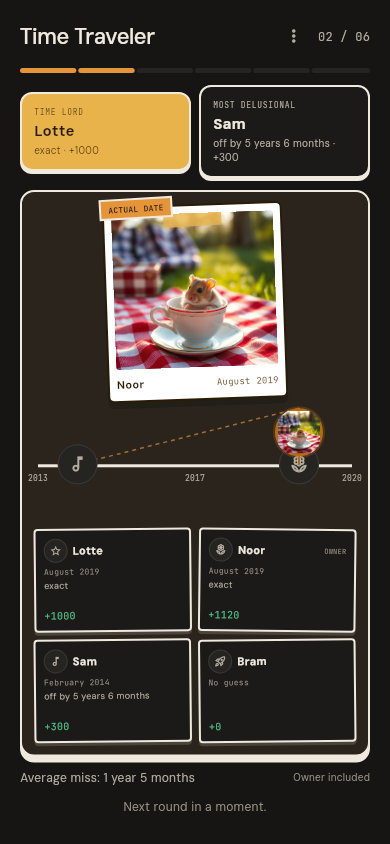 Time Traveler
02 / 06
TIME LORD
Lotte
exact · +1000
MOST DELUSIONAL
Sam
off by 5 years 6 months ·
+300
ACTUAL DATE
Noor
August 2019
2013
2017
2020
Lotte
August 2019
exact
+1000
Noor
OWNER
August 2019
exact
+1120
Sam
February 2014
off by 5 years 6 months
+300
Bram
No guess
+0
Average miss: 1 year 5 months
Owner included
Next round in a moment.